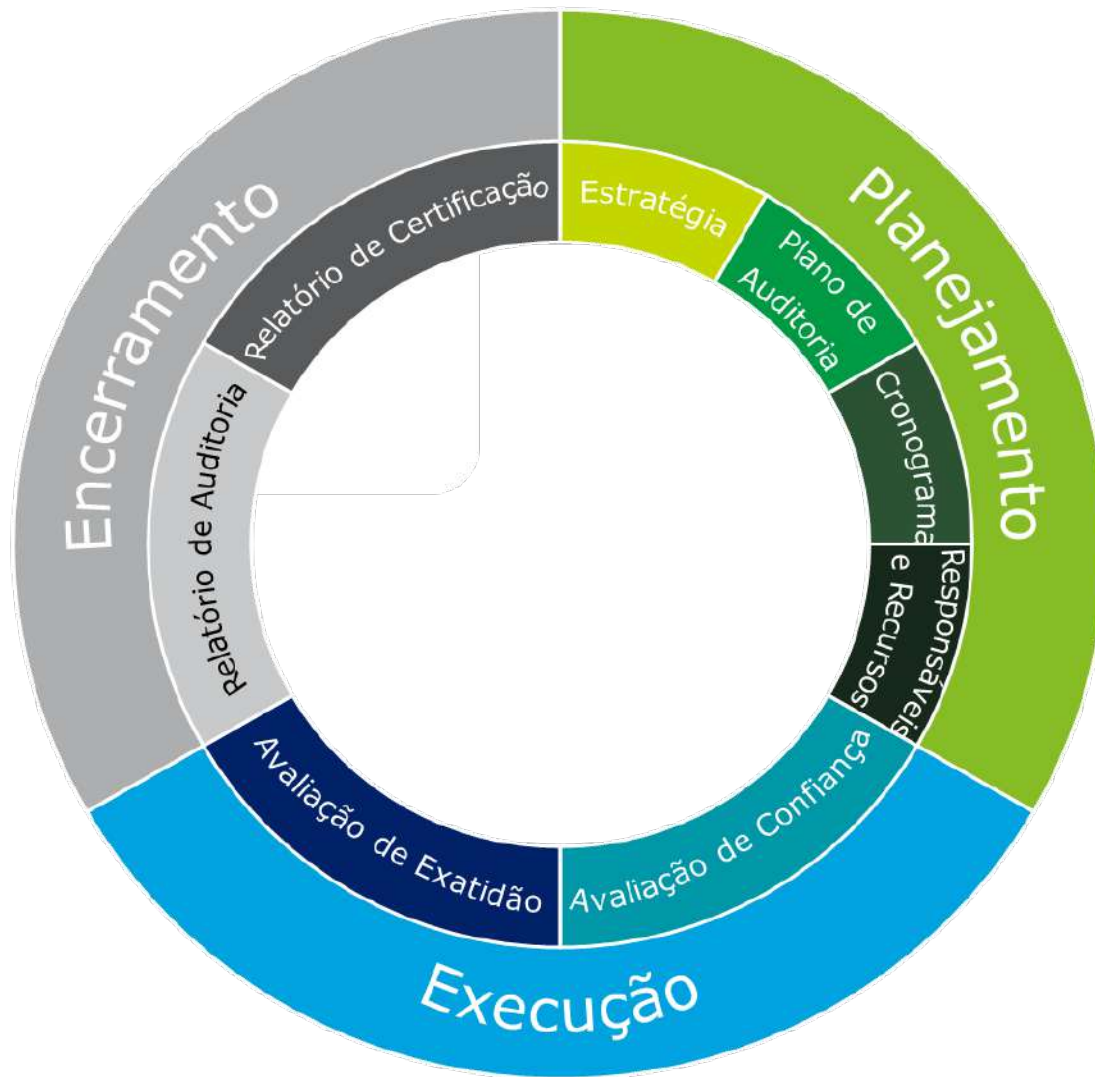 Planejamento
Estratégia
Plano de
Auditoria
Cronograma
Responsáveis
e Recursos
Execução
Avaliação de Confiança
Avaliação de Exatidão
Encerramento
Relatório de Auditoria
Relatório de Certificação